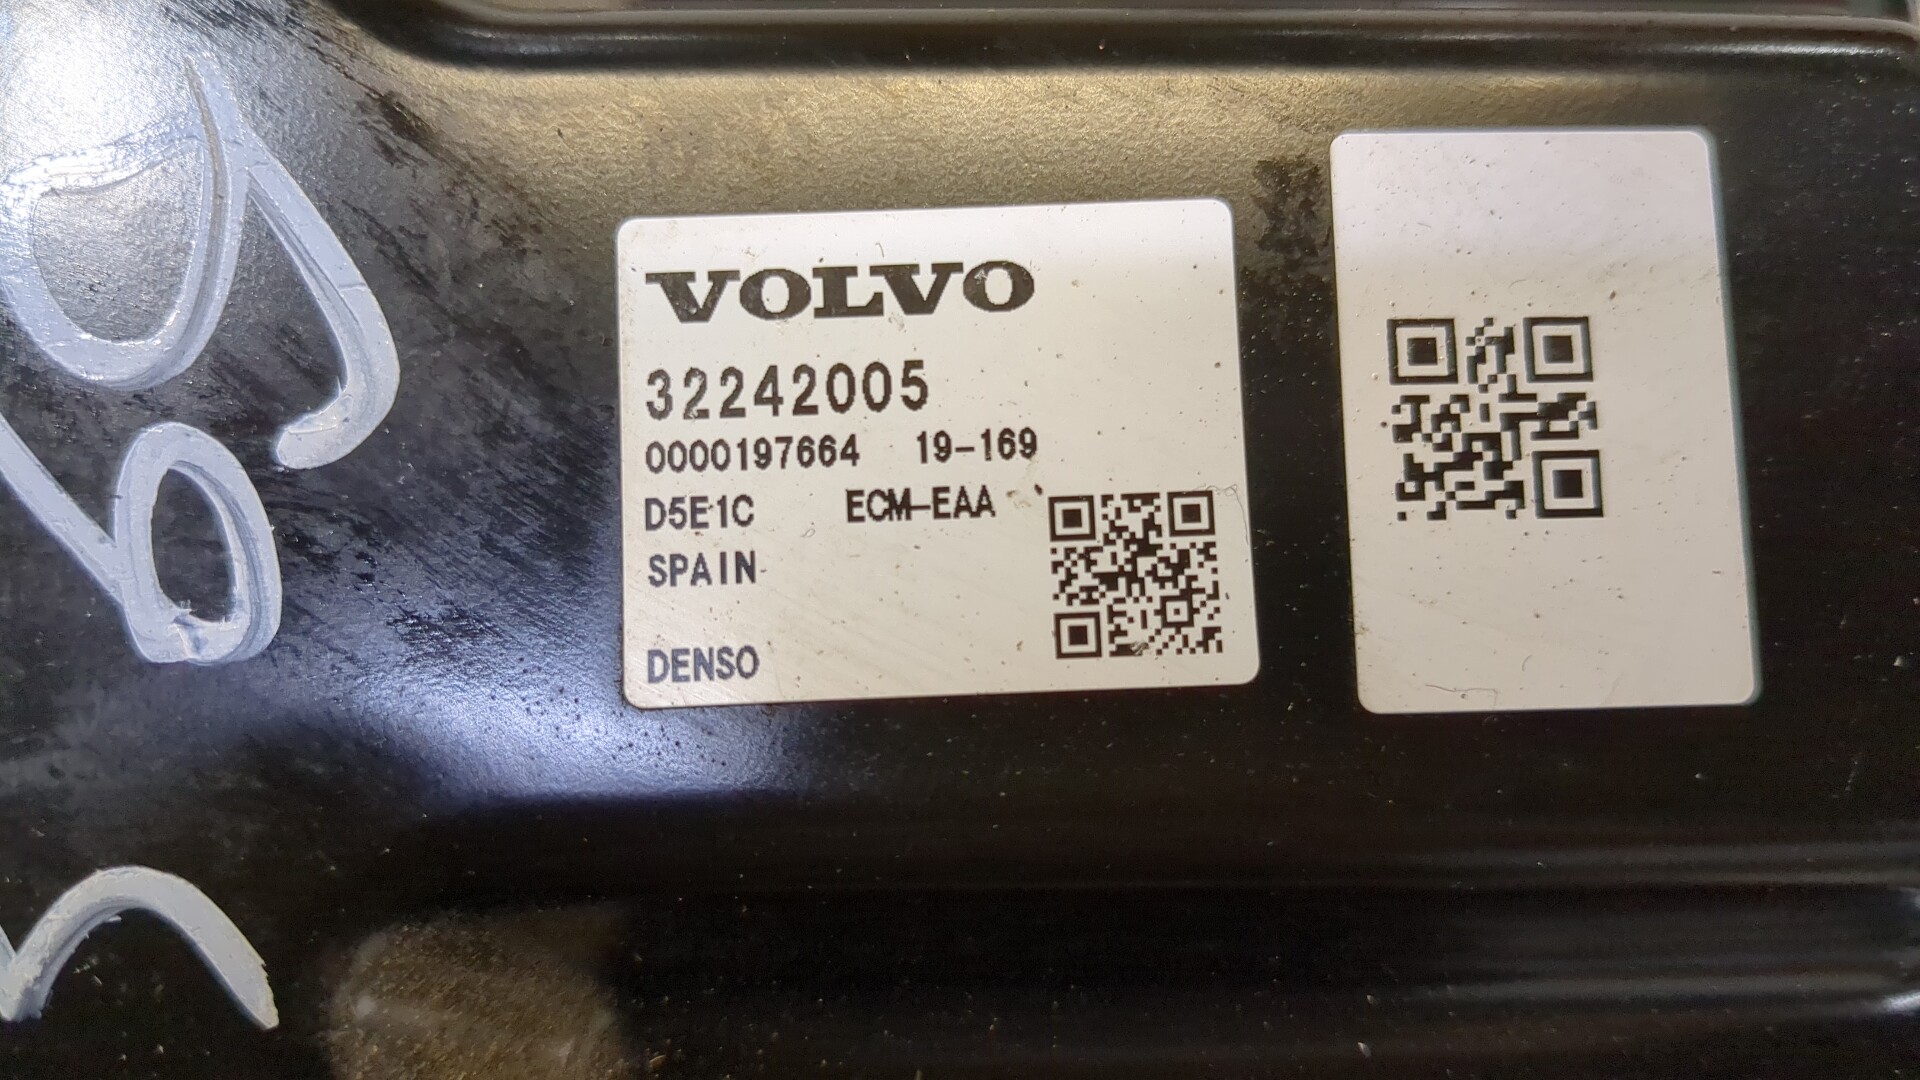 VOLVO
32242005
0000197664 19-169
D5E1C ECM-EAA
SPAIN
DENSO